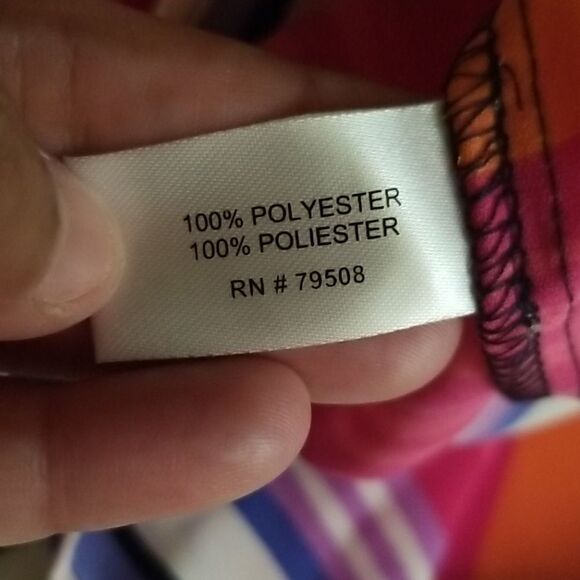 100% POLYESTER
100% POLIESTER
RN # 79508